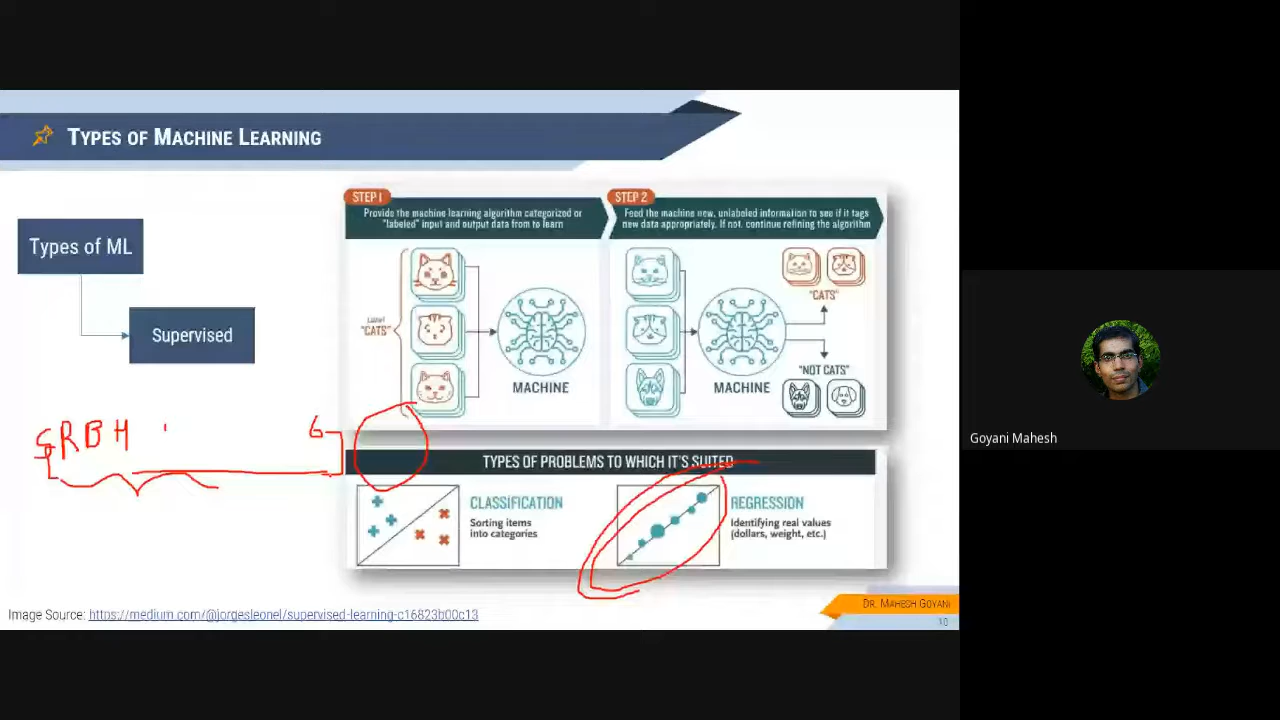 TYPES OF MACHINE LEARNING
Types of ML
Supervised
STEP 1
Provide the machine learning algorithm categorized or
"labeled" input and output data from to learn
STEP 2
Feed the machine new, unlabeled information to see if it tags
new data appropriately. If not, continue refining the algorithm
"CATS"
MACHINE
MACHINE
"CATS"
"NOT CATS"
RBH
6
TYPES OF PROBLEMS TO WHICH IT'S SUITED
CLASSIFICATION
Sorting items
into categories
REGRESSION
Identifying real values
(dollars, weight, etc.)
Image Source: https://medium.com/@jorgesleonel/supervised-learning-c16823b00c13
DR. MAHESH GOYANI
10
Goyani Mahesh